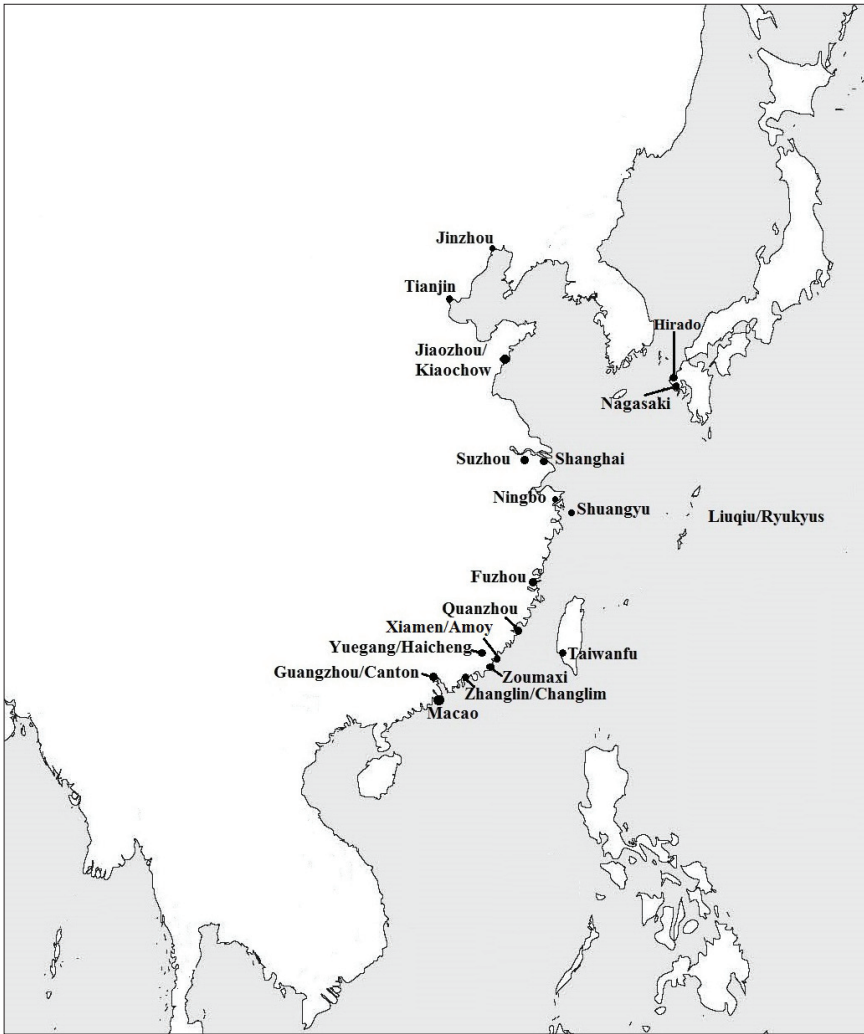 Jinzhou
Tianjin
Hirado
Jiaozhou/
Kiaochow
Nagasaki
Suzhou
Shanghai
Ningbo
Shuangyu
Liuqiu/Ryukyus
Fuzhou
Quanzhou
Xiamen/Amoy
Yuegang/Haicheng
Taiwanfu
Guangzhou/Canton
Zoumaxi
Zhanglin/Changlim
Macao